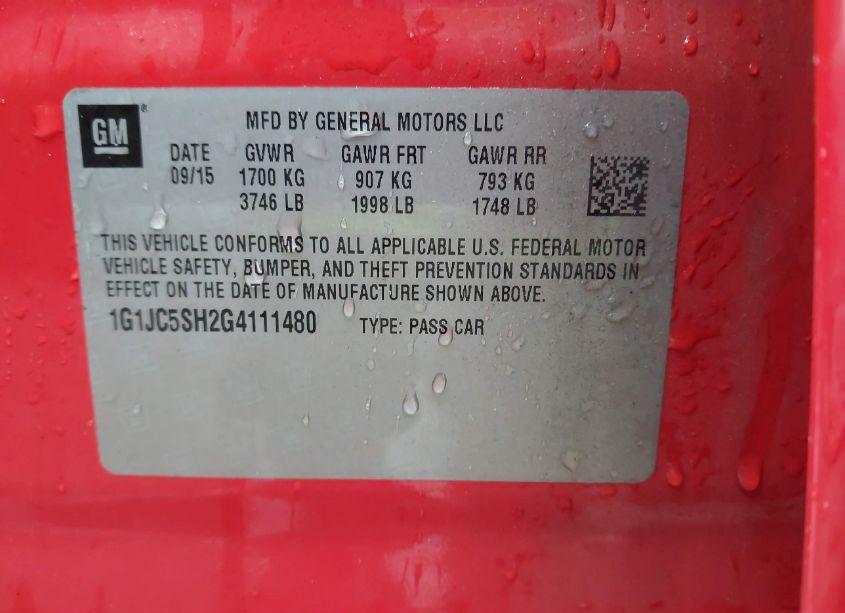 GM ® MFD BY GENERAL MOTORS LLC
DATE GVWR GAWR FRT GAWR RR
09/15 1700 KG 907 KG 793 KG
3746 LB 1998 LB 1748 LB
THIS VEHICLE CONFORMS TO ALL APPLICABLE U.S. FEDERAL MOTOR
VEHICLE SAFETY, BUMPER, AND THEFT PREVENTION STANDARDS IN
EFFECT ON THE DATE OF MANUFACTURE SHOWN ABOVE.
1G1JC5SH2G4111480 TYPE: PASS CAR